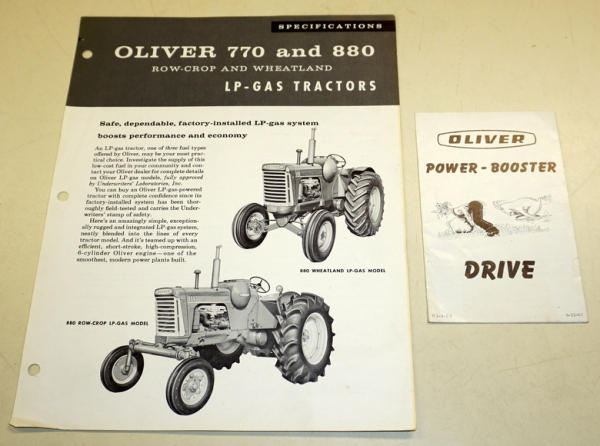 SPECIFICATIONS
OLIVER 770 and 880
ROW-CROP AND WHEATLAND
LP-GAS TRACTORS
Safe, dependable, factory-installed LP-gas system
boosts performance and economy
An LP-gas tractor, one of three fuel types
offered by Oliver, may be your most prac-
tical choice. Investigate the supply of this
low-cost fuel in your community and con-
tact your Oliver dealer for complete details
on Oliver LP-gas models, fully approved
by Underwriters' Laboratories, Inc.
You can buy an Oliver LP-gas-powered
tractor with complete confidence since its
factory-installed system has been thor-
oughly field-tested and carries the Under-
writers' stamp of safety.
Here's an amazingly simple, exception-
ally rugged and integrated LP-gas system,
neatly blended into the lines of every
tractor model. And it's teamed up with an
efficient, short-stroke, high-compression,
6-cylinder Oliver engine—one of the
smoothest, modern power plants built.
880 WHEATLAND LP-GAS MODEL
880 ROW-CROP LP-GAS MODEL
OLIVER
POWER-BOOSTER
DRIVE